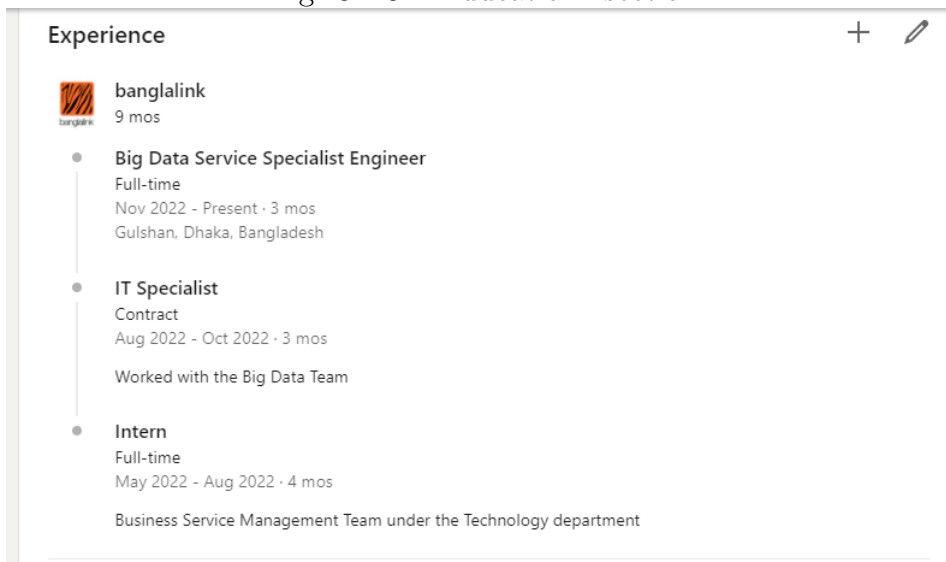 Experience
banglalink
9 mos
banglalink
Big Data Service Specialist Engineer
Full-time
Nov 2022 - Present · 3 mos
Gulshan, Dhaka, Bangladesh
IT Specialist
Contract
Aug 2022 - Oct 2022 · 3 mos
Worked with the Big Data Team
Intern
Full-time
May 2022 - Aug 2022 · 4 mos
Business Service Management Team under the Technology department